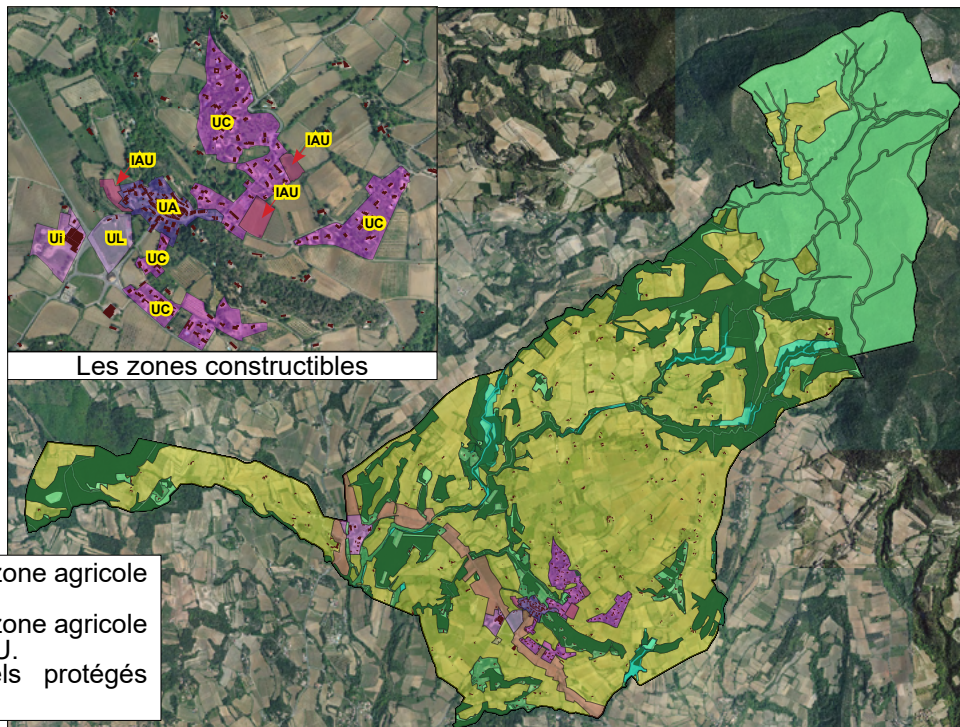 UC
IAU
IAU
IAU
UA
UC
Ui
UL
UC
UC
Les zones constructibles
zone agricole
zone agricole
U.
els protégés